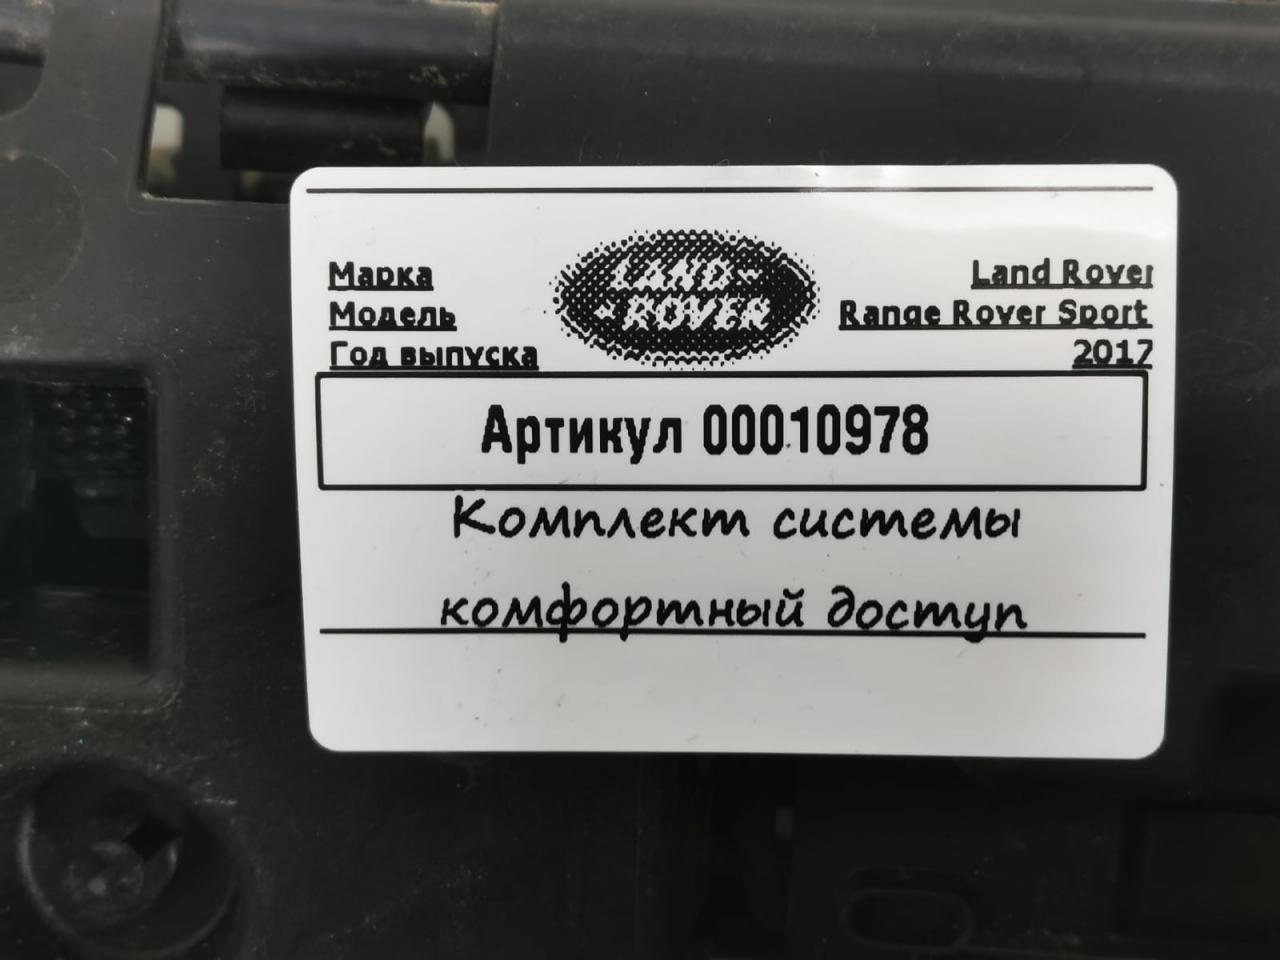 LAND-
-ROVER
Марка Land Rover
Модель Range Rover Sport
Год выпуска 2017
Артикул 00010978
Комплект системы
комфортный доступ